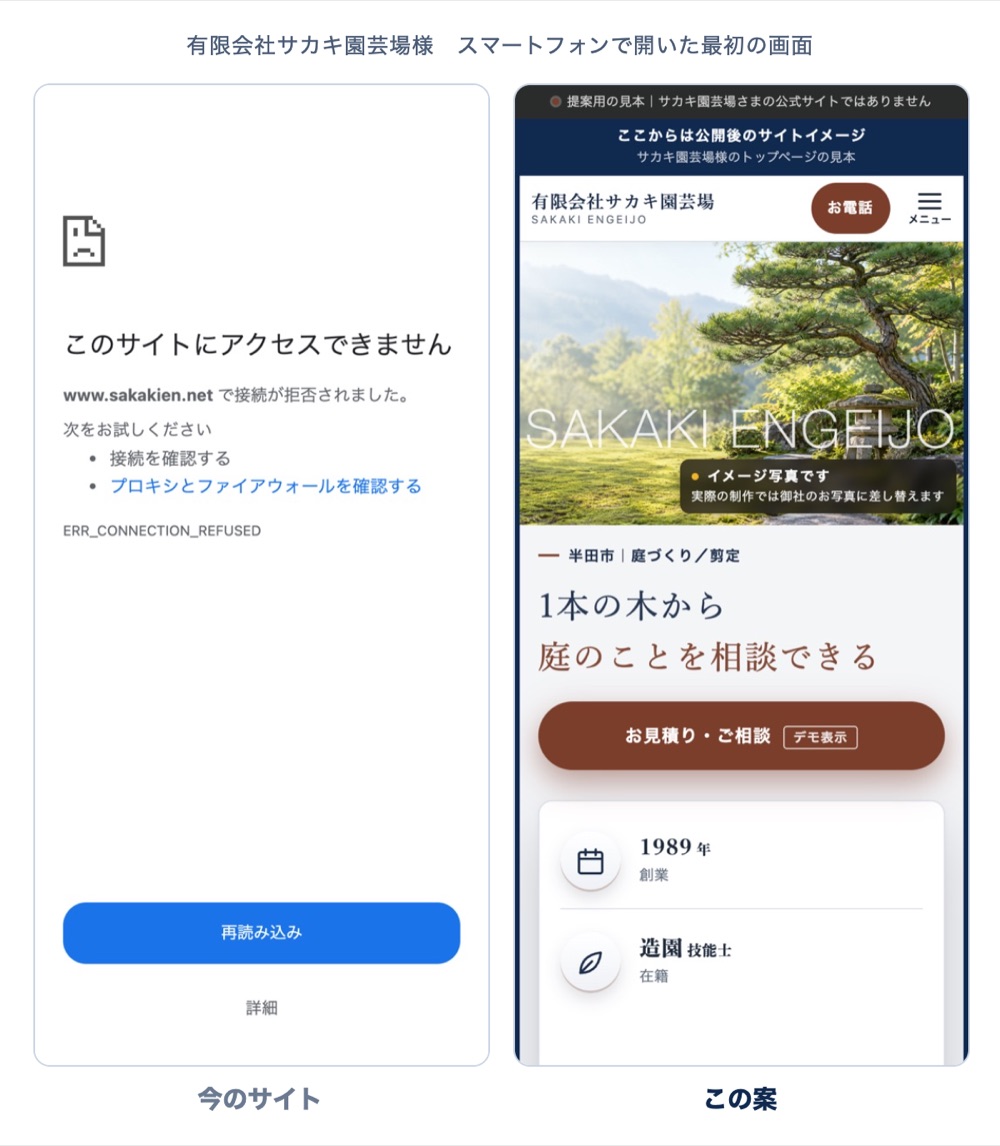 有限会社サカキ園芸場様　スマートフォンで開いた最初の画面
このサイトにアクセスできません
www.sakakien.net で接続が拒否されました。
次をお試しください
• 接続を確認する
• プロキシとファイアウォールを確認する
ERR_CONNECTION_REFUSED
再読み込み
詳細
今のサイト
提案用の見本｜サカキ園芸場さまの公式サイトではありません
ここからは公開後のサイトイメージ
サカキ園芸場様のトップページの見本
有限会社サカキ園芸場
SAKAKI ENGEIJO
お電話
メニュー
SAKAKI ENGEIJO
イメージ写真です
実際の制作では御社のお写真に差し替えます
半田市｜庭づくり／剪定
1本の木から
庭のことを相談できる
お見積り・ご相談 デモ表示
1989 年
創業
造園 技能士
在籍
この案